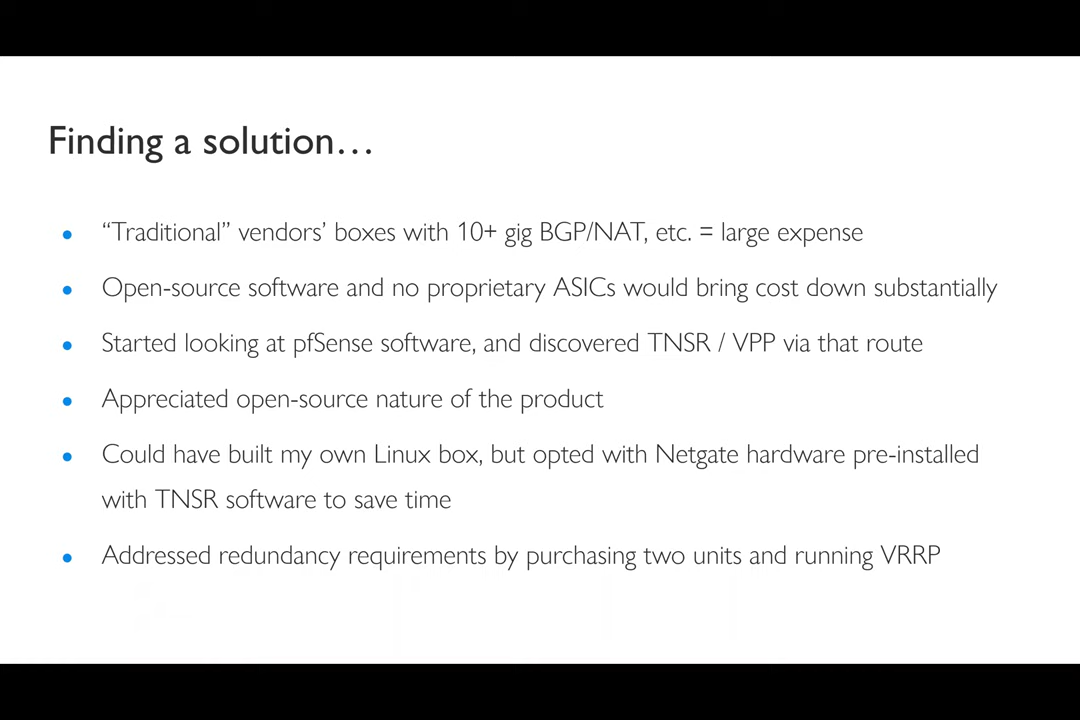 Finding a solution…
• “Traditional” vendors’ boxes with 10+ gig BGP/NAT, etc. = large expense
• Open-source software and no proprietary ASICs would bring cost down substantially
• Started looking at pfSense software, and discovered TNSR / VPP via that route
• Appreciated open-source nature of the product
• Could have built my own Linux box, but opted with Netgate hardware pre-installed
with TNSR software to save time
• Addressed redundancy requirements by purchasing two units and running VRRP